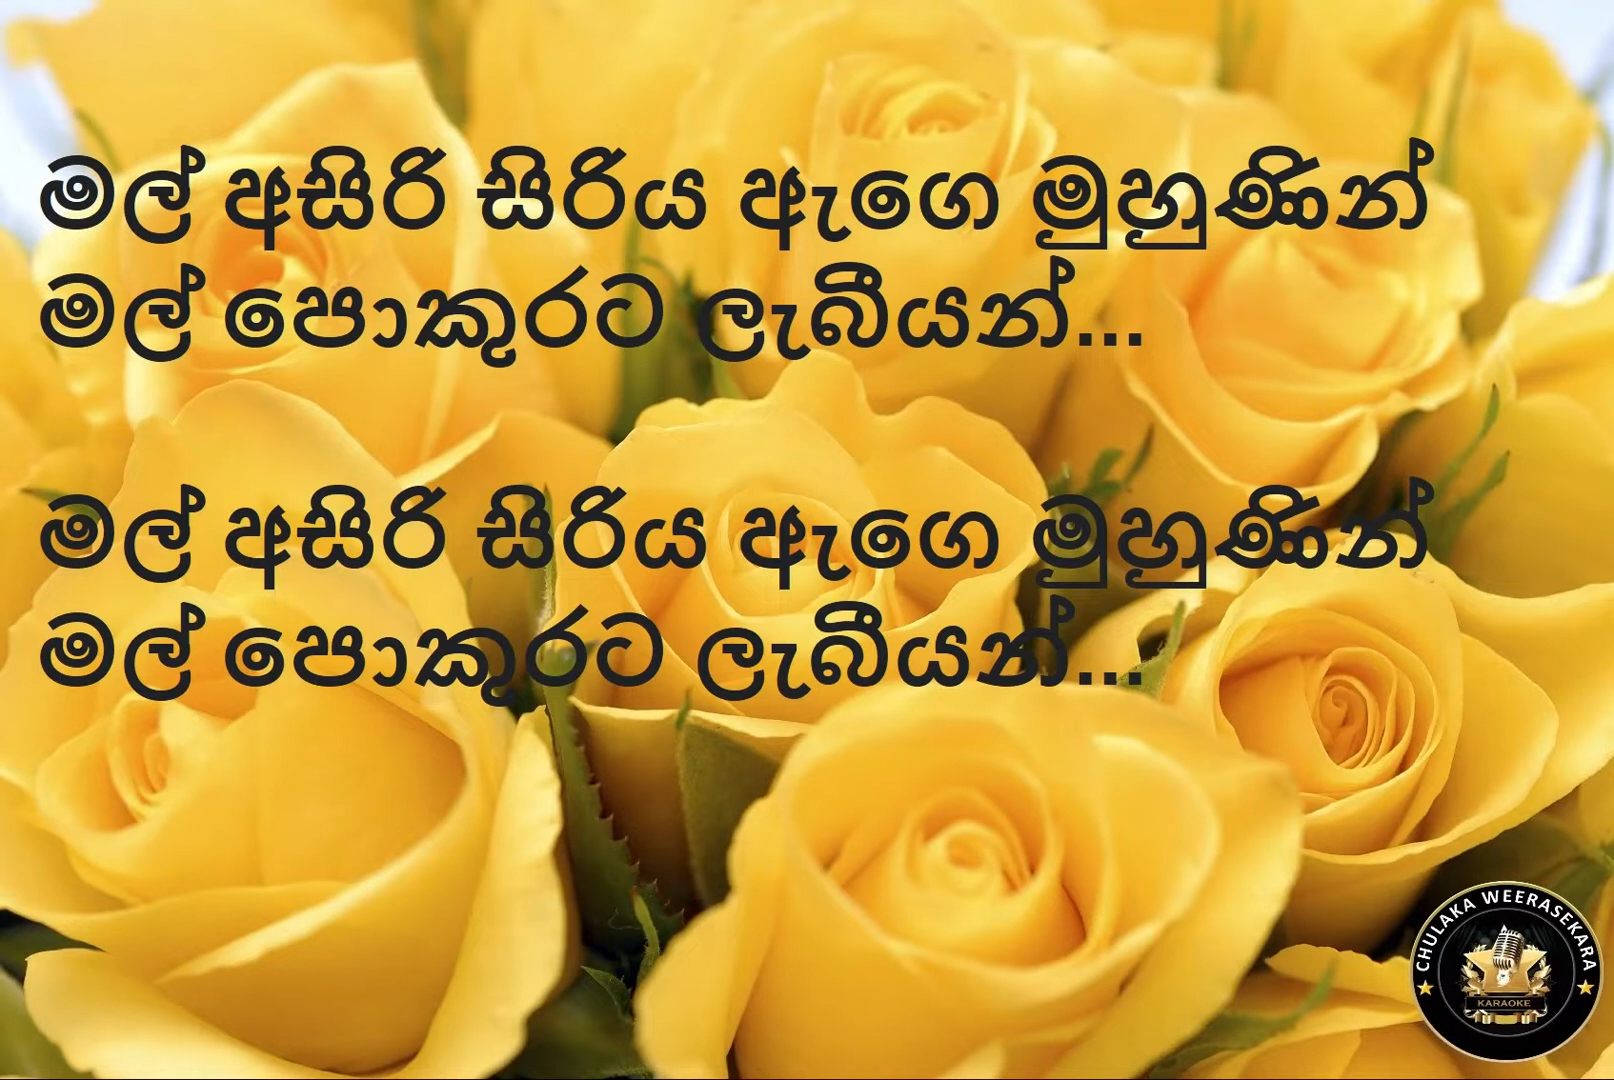 මල් අසිරි සිරිය ඇගෙ මුහුණින්
මල් පොකුරට ලැබීයන්...
මල් අසිරි සිරිය ඇගෙ මුහුණින්
මල් පොකුරට ලැබීයන්...
CHULAKA WEERASEKARA
KARAOKE